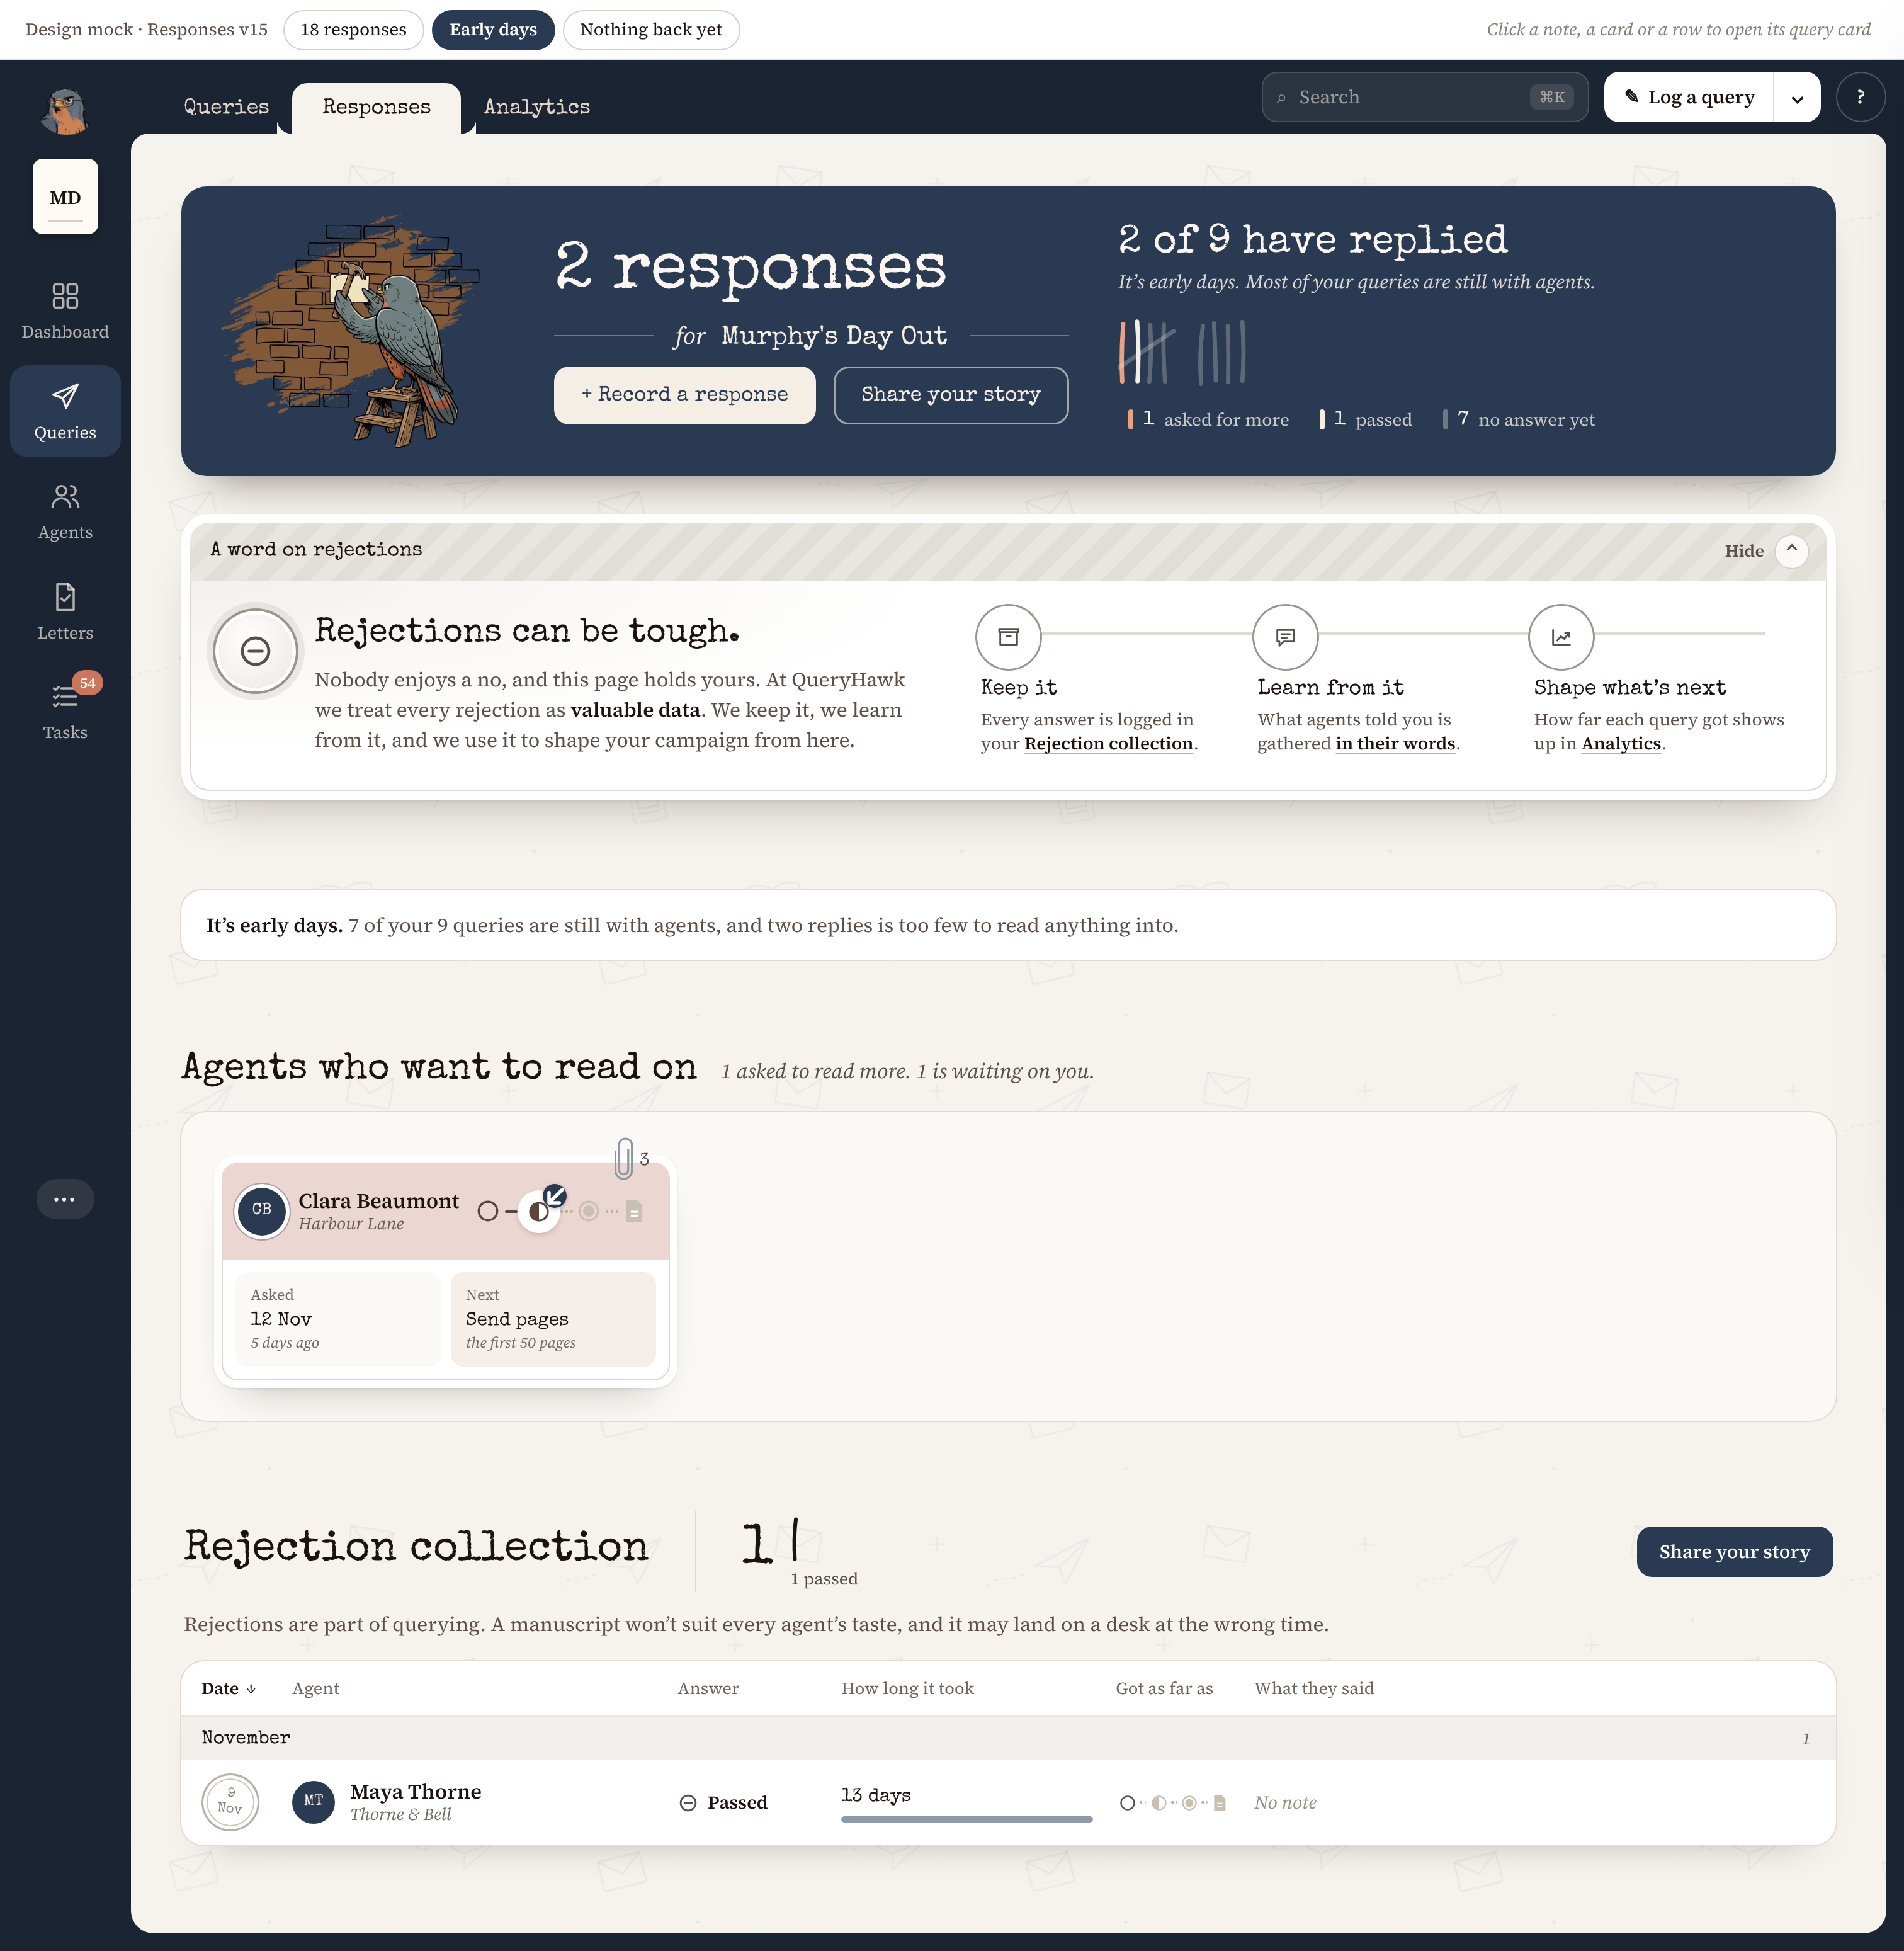 Design mock · Responses v15
18 responses
Early days
Nothing back yet
Click a note, a card or a row to open its query card
Queries
Responses
Analytics
Search
⌘K
Log a query
?
MD
Dashboard
Queries
Agents
Letters
54
Tasks
2 responses
for Murphy's Day Out
+ Record a response
Share your story
2 of 9 have replied
It's early days. Most of your queries are still with agents.
1 asked for more
1 passed
7 no answer yet
A word on rejections
Hide
Rejections can be tough.
Nobody enjoys a no, and this page holds yours. At QueryHawk
we treat every rejection as valuable data. We keep it, we learn
from it, and we use it to shape your campaign from here.
Keep it
Every answer is logged in
your Rejection collection.
Learn from it
What agents told you is
gathered in their words.
Shape what's next
How far each query got shows
up in Analytics.
It's early days. 7 of your 9 queries are still with agents, and two replies is too few to read anything into.
Agents who want to read on
1 asked to read more. 1 is waiting on you.
3
CB
Clara Beaumont
Harbour Lane
Asked
12 Nov
5 days ago
Next
Send pages
the first 50 pages
Rejection collection
1
1 passed
Share your story
Rejections are part of querying. A manuscript won't suit every agent's taste, and it may land on a desk at the wrong time.
Date ↓
Agent
Answer
How long it took
Got as far as
What they said
November
1
9
Nov
MT
Maya Thorne
Thorne & Bell
Passed
13 days
No note